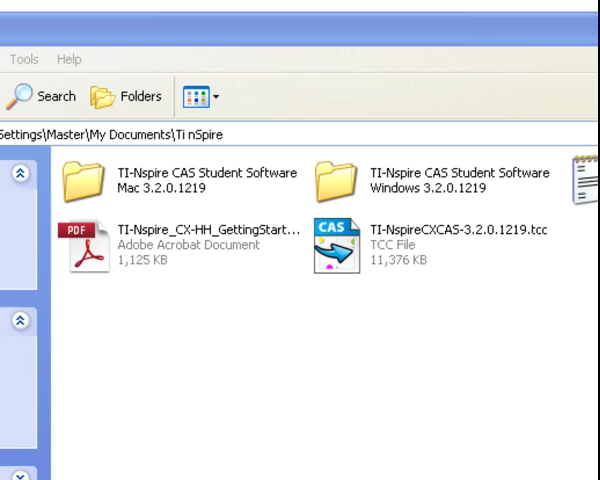 Tools Help
Search Folders
Settings\Master\My Documents\Ti nSpire
TI-Nspire CAS Student Software
Mac 3.2.0.1219
TI-Nspire CAS Student Software
Windows 3.2.0.1219
PDF
TI-Nspire_CX-HH_GettingStart...
Adobe Acrobat Document
1,125 KB
CAS
TI-NspireCXCAS-3.2.0.1219.tcc
TCC File
11,376 KB